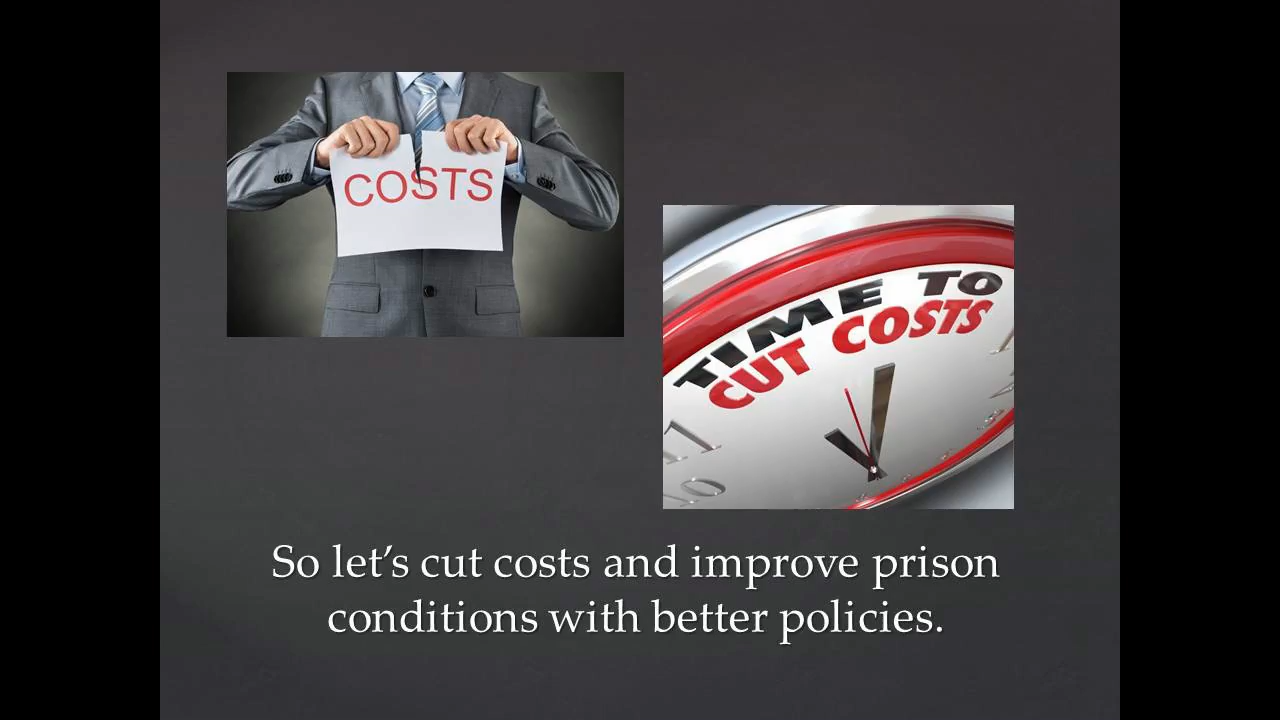 COSTS
TIME TO
CUT COSTS
So let’s cut costs and improve prison
conditions with better policies.